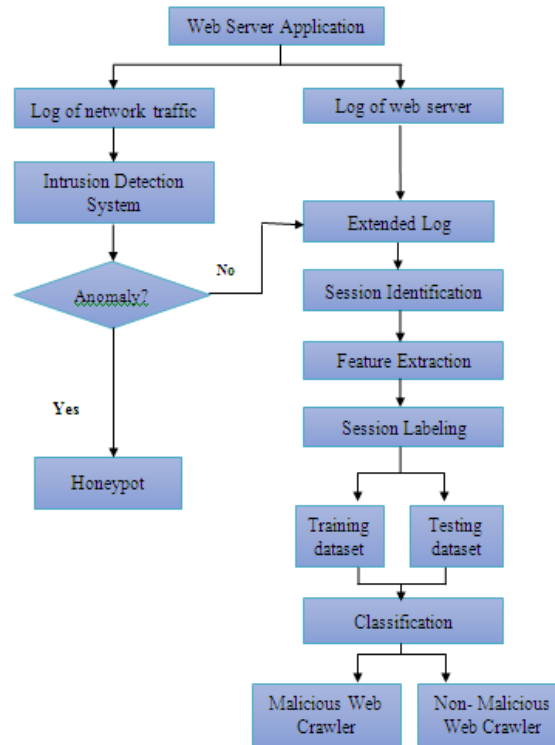 Web Server Application
Log of network traffic
Log of web server
Intrusion Detection
System
Extended Log
No
Anomaly?
Session Identification
Feature Extraction
Yes
Session Labeling
Honeypot
Training
dataset
Testing
dataset
Classification
Malicious Web
Crawler
Non- Malicious
Web Crawler